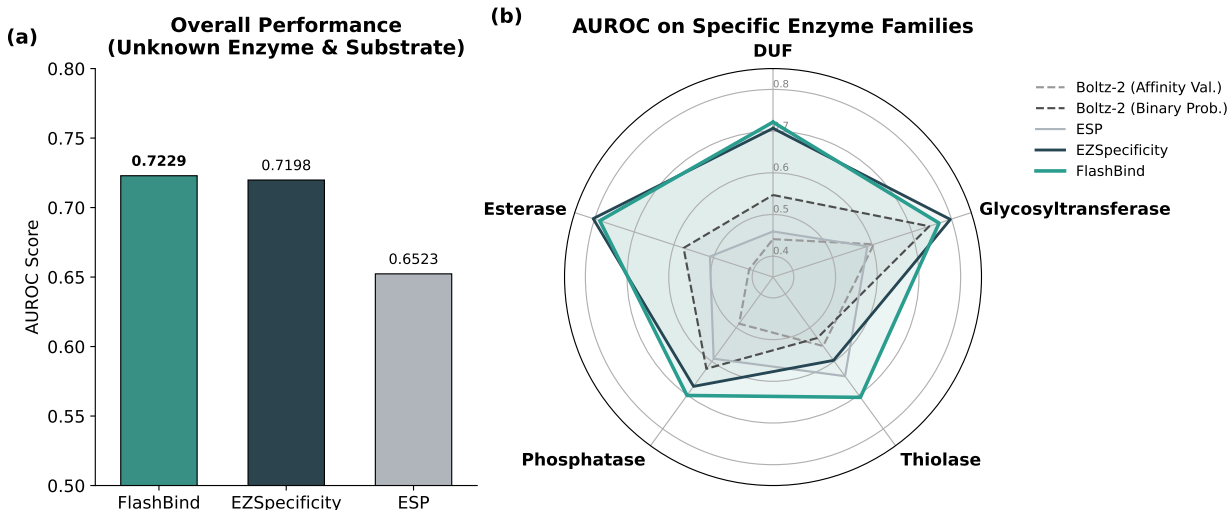 (a)
Overall Performance
(Unknown Enzyme & Substrate)
AUROC Score
0.80
0.75
0.70
0.65
0.60
0.55
0.50
0.7229
0.7198
0.6523
FlashBind
EZSpecificity
ESP
(b)
AUROC on Specific Enzyme Families
DUF
Glycosyltransferase
Esterase
Phosphatase
Thiolase
0.8
7
0.6
0.5
0.4
Boltz-2 (Affinity Val.)
Boltz-2 (Binary Prob.)
ESP
EZSpecificity
FlashBind